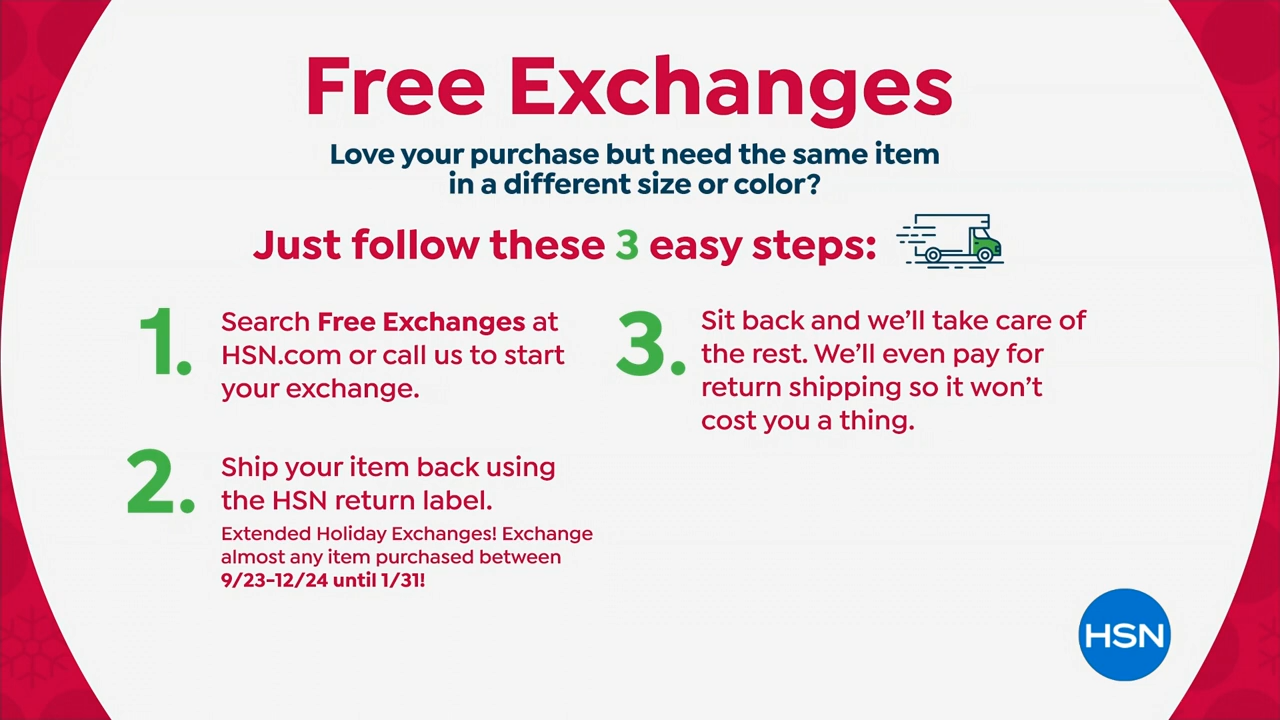 Free Exchanges
Love your purchase but need the same item
in a different size or color?
Just follow these 3 easy steps:
1. Search Free Exchanges at
HSN.com or call us to start
your exchange.
2. Ship your item back using
the HSN return label.
Extended Holiday Exchanges! Exchange
almost any item purchased between
9/23-12/24 until 1/31!
3. Sit back and we'll take care of
the rest. We'll even pay for
return shipping so it won't
cost you a thing.
HSN